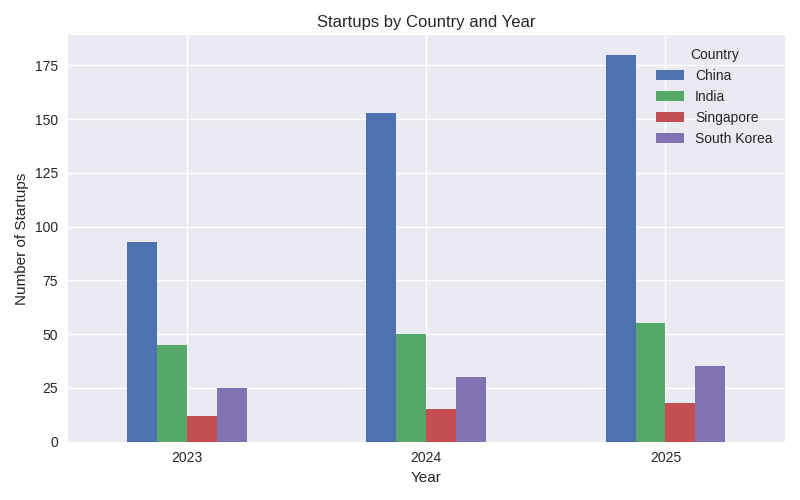 Startups by Country and Year
Number of Startups
175
150
125
100
75
50
25
0
2023
2024
2025
Year
Country
China
India
Singapore
South Korea